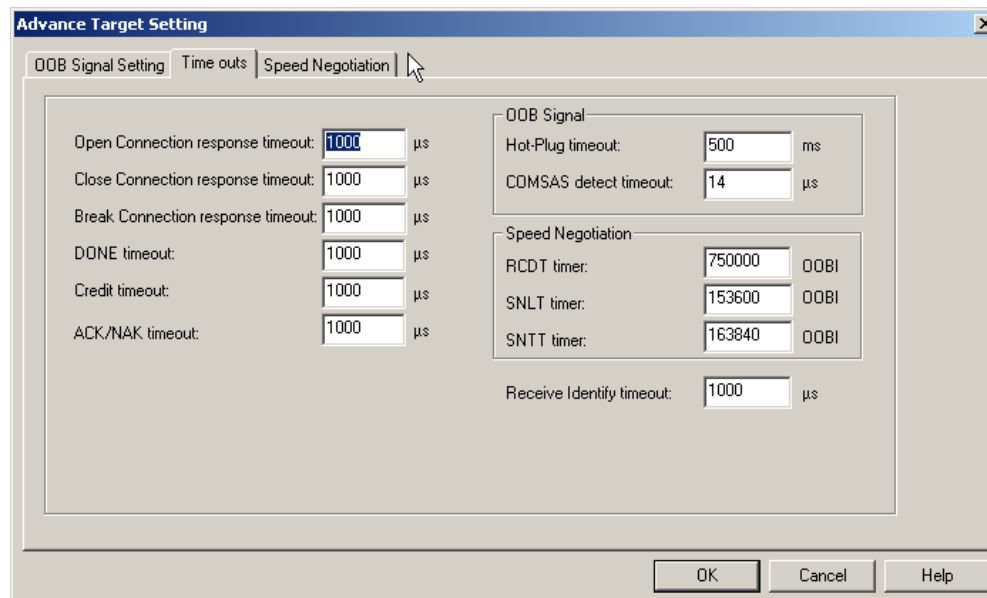 Advance Target Setting
OOB Signal Setting Time outs Speed Negotiation
Open Connection response timeout: 1000 µs
Close Connection response timeout: 1000 µs
Break Connection response timeout: 1000 µs
DONE timeout: 1000 µs
Credit timeout: 1000 µs
ACK/NAK timeout: 1000 µs
OOB Signal
Hot-Plug timeout: 500 ms
COMSAS detect timeout: 14 µs
Speed Negotiation
RCDT timer: 750000 OOBI
SNLT timer: 153600 OOBI
SNTT timer: 163840 OOBI
Receive Identify timeout: 1000 µs
OK Cancel Help